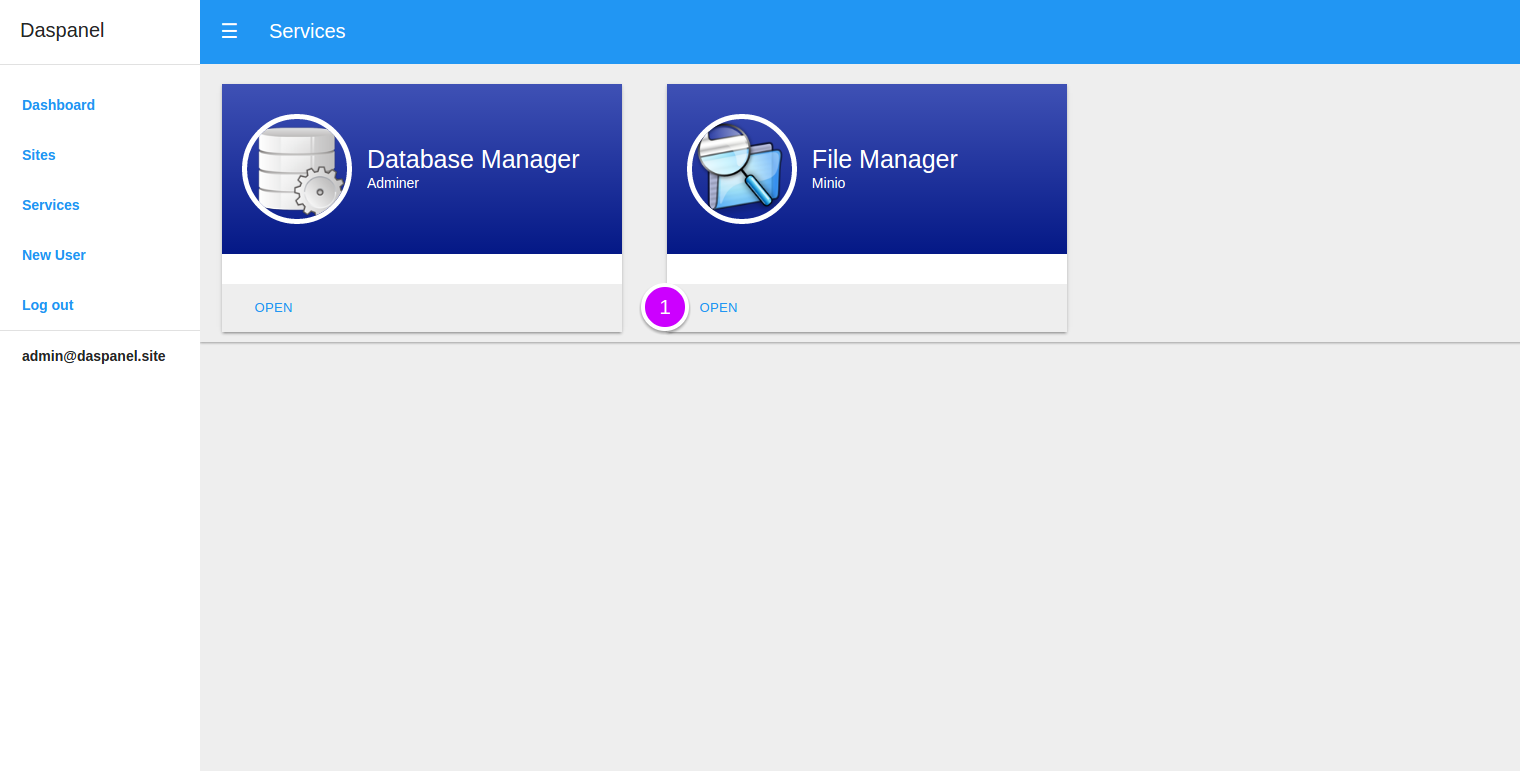 Daspanel
☰ Services
Dashboard
Sites
Services
New User
Log out
admin@daspanel.site
Database Manager
Adminer
OPEN
File Manager
Minio
1
OPEN